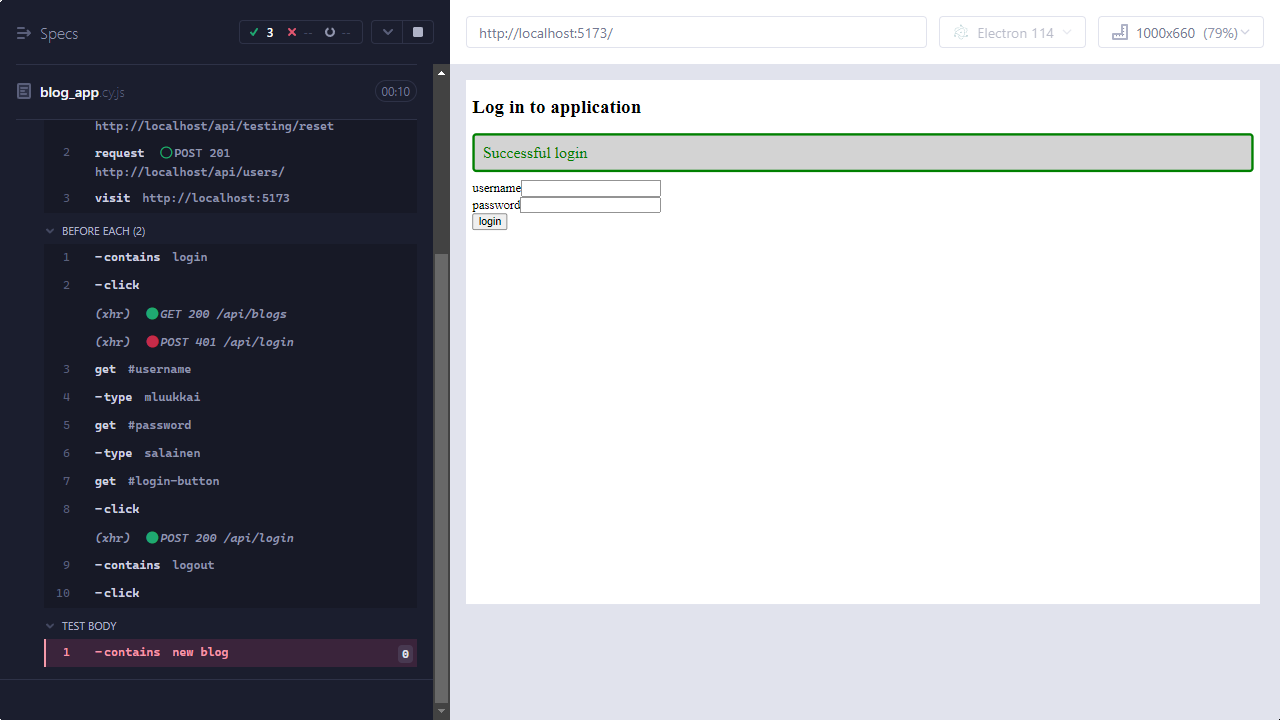 Specs
3 -- --
blog_app.cy.js
00:10
http://localhost/api/testing/reset
2 request POST 201
http://localhost/api/users/
3 visit http://localhost:5173
BEFORE EACH (2)
1 -contains login
2 -click
(xhr) GET 200 /api/blogs
(xhr) POST 401 /api/login
3 get #username
4 -type mluukkai
5 get #password
6 -type salainen
7 get #login-button
8 -click
(xhr) POST 200 /api/login
9 -contains logout
10 -click
TEST BODY
1 -contains new blog 0
http://localhost:5173/
Electron 114
1000x660 (79%)
Log in to application
Successful login
username
password
login